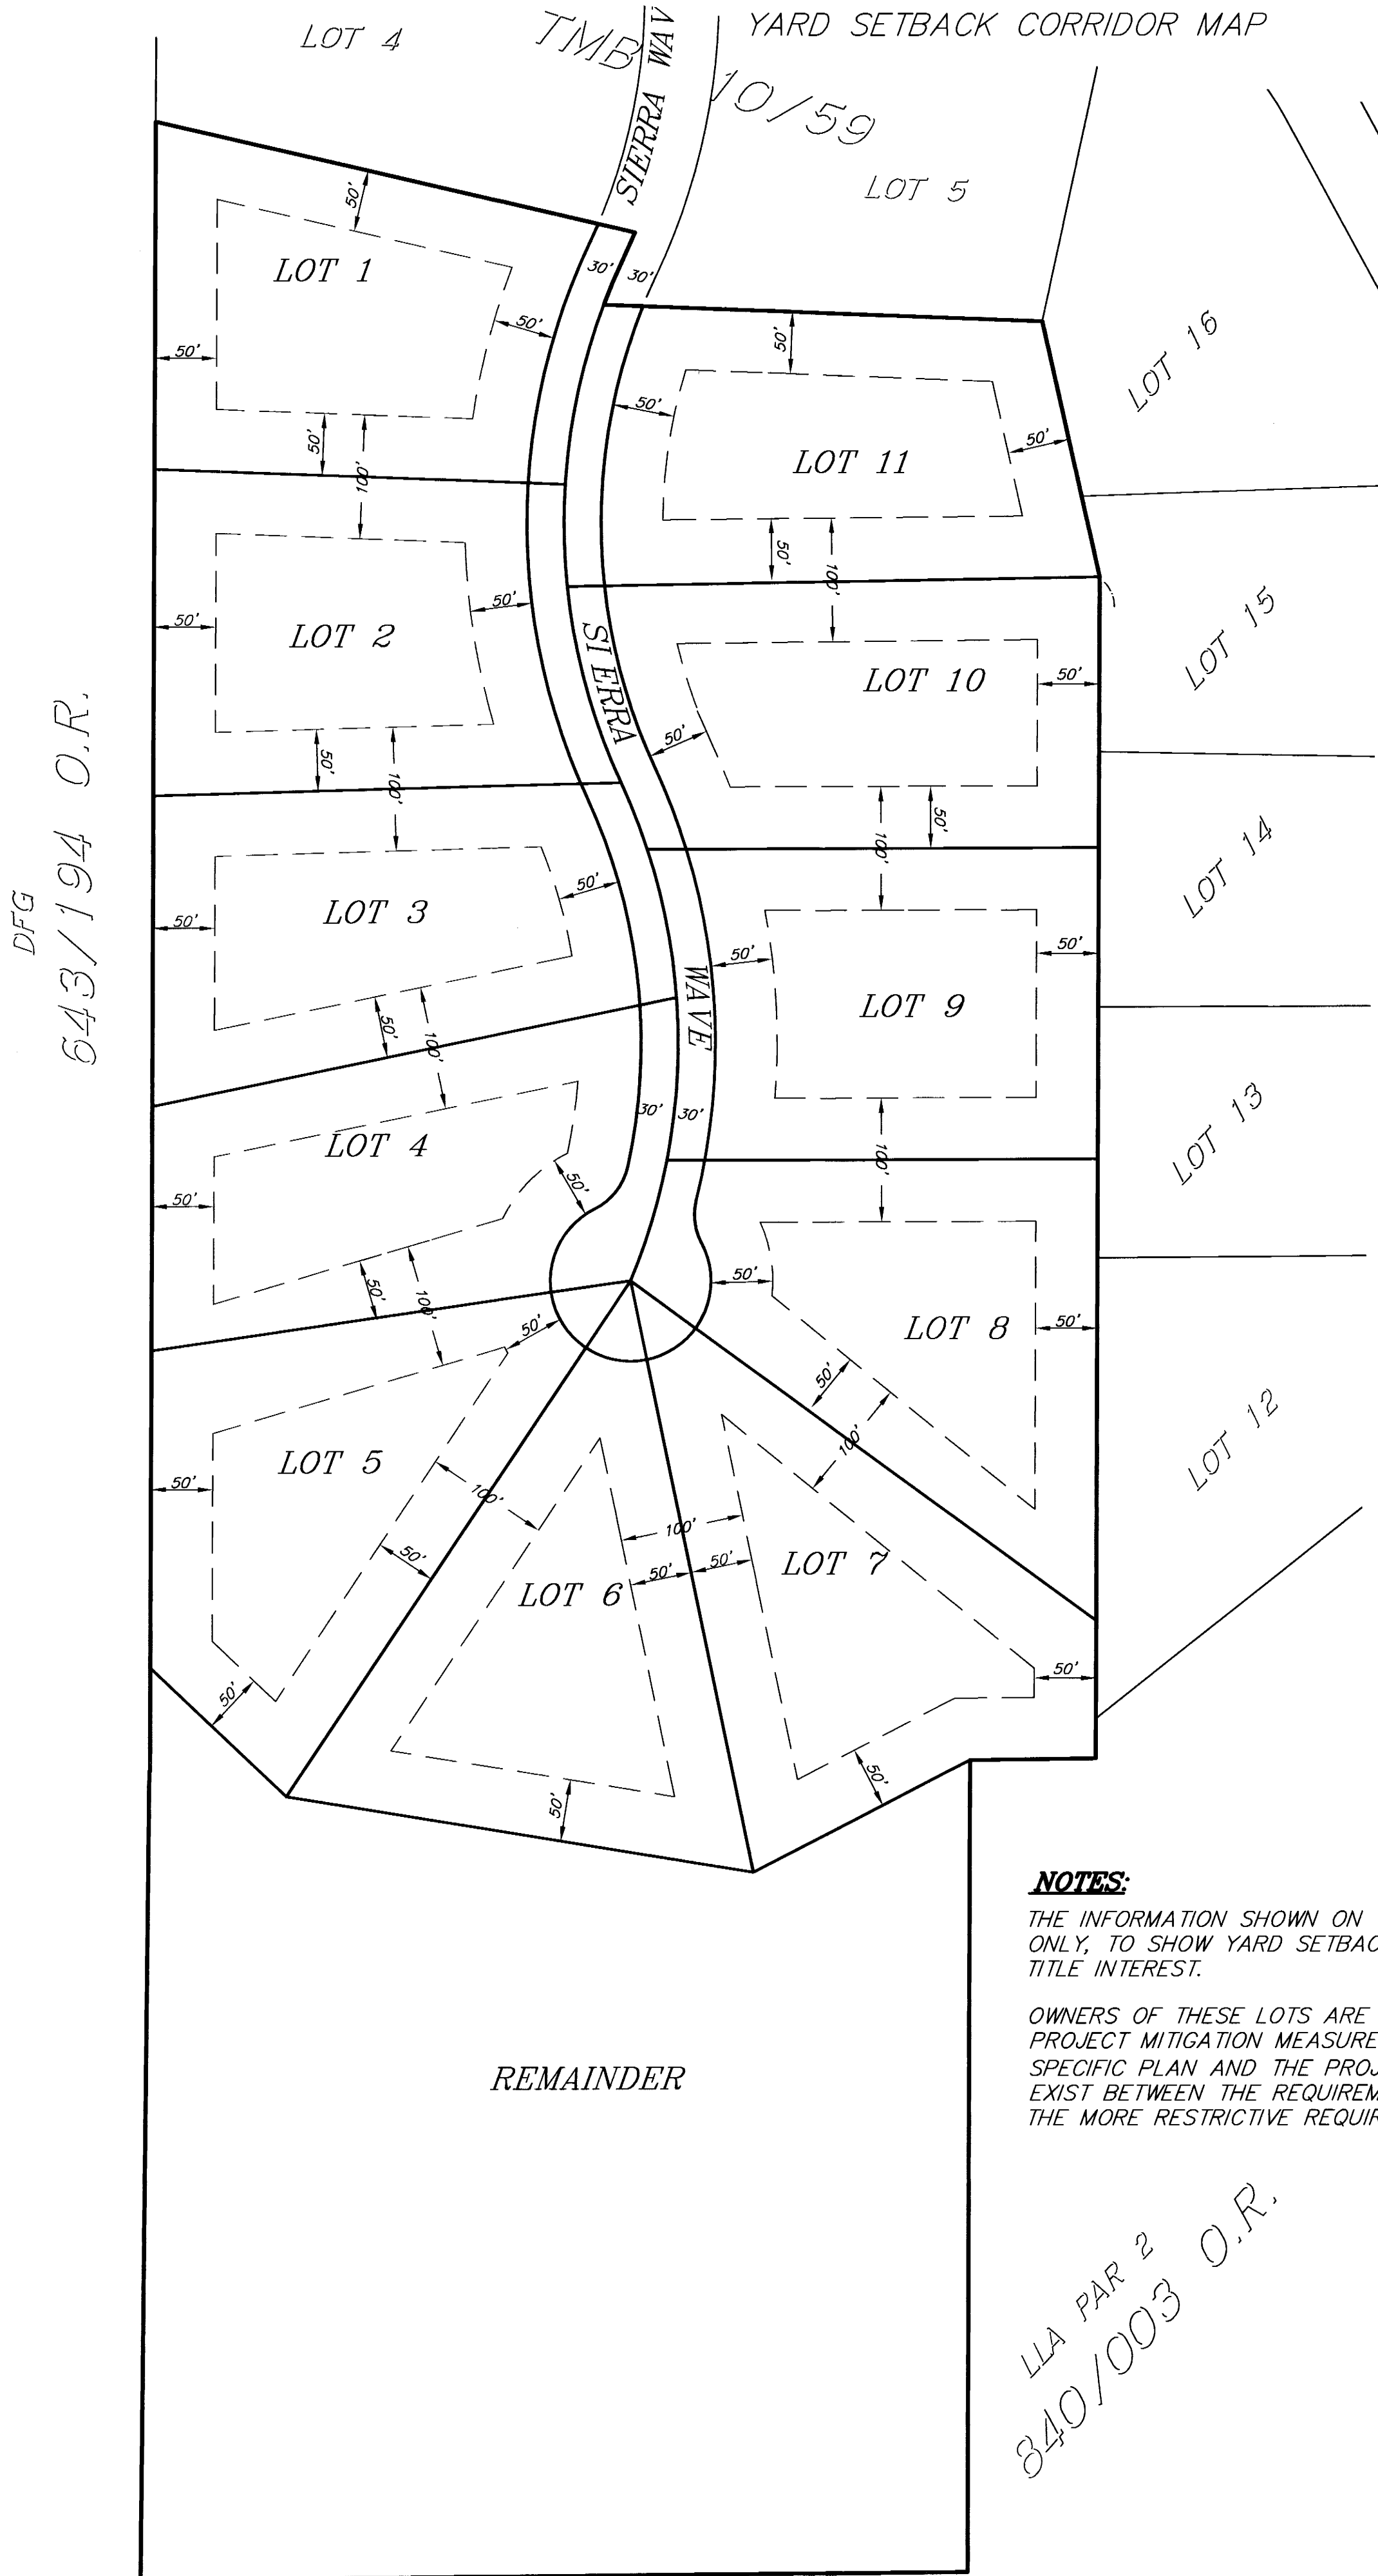 YARD SETBACK CORRIDOR MAP
LOT 4
TMB 10/59
SIERRA WAV
LOT 5
50'
LOT 1
30' 30'
50'
50'
50'
50'
100'
LOT 16
50'
50'
LOT 11
50'
50'
100'
LOT 2
50'
50'
50'
100'
SIERRA
LOT 15
LOT 10
50'
50'
50'
100'
DFG
643/194 O.R.
LOT 14
LOT 3
50'
50'
50'
100'
WAVE
50'
LOT 9
50'
100'
30' 30'
LOT 13
LOT 4
50'
50'
50'
100'
50'
50'
LOT 8
50'
50'
100'
LOT 12
LOT 5
50'
100'
50'
50'
100'
50' 50'
LOT 6
LOT 7
50'
50'
50'
NOTES:
THE INFORMATION SHOWN ON
ONLY, TO SHOW YARD SETBAC
TITLE INTEREST.
OWNERS OF THESE LOTS ARE
PROJECT MITIGATION MEASURE
SPECIFIC PLAN AND THE PROJ
EXIST BETWEEN THE REQUIREM
THE MORE RESTRICTIVE REQUIR
REMAINDER
LLA PAR 2
840/003 O.R.